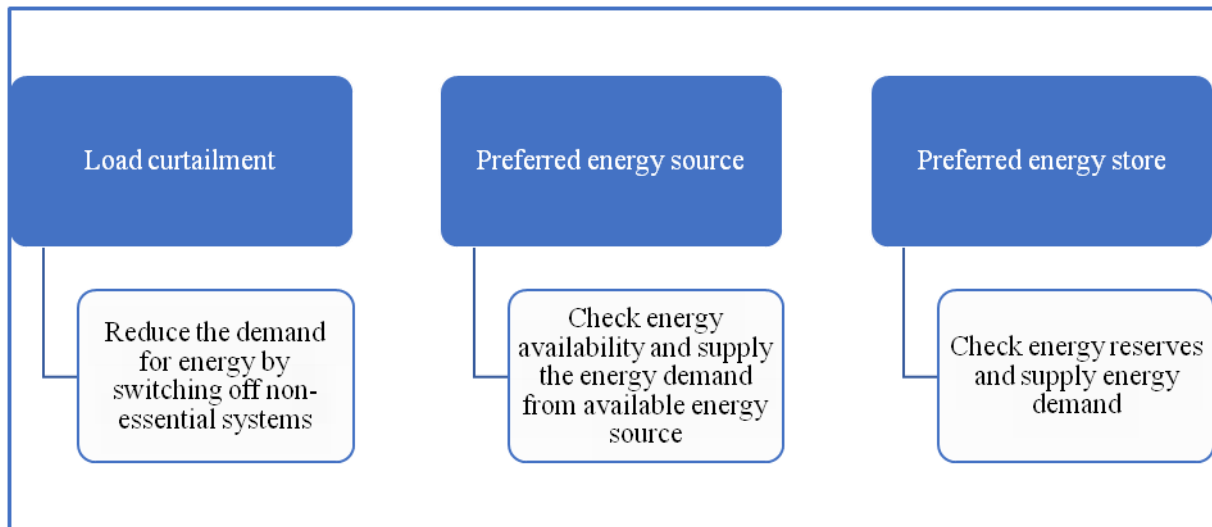 Load curtailment
Reduce the demand
for energy by
switching off non-
essential systems
Preferred energy source
Check energy
availability and supply
the energy demand
from available energy
source
Preferred energy store
Check energy reserves
and supply energy
demand